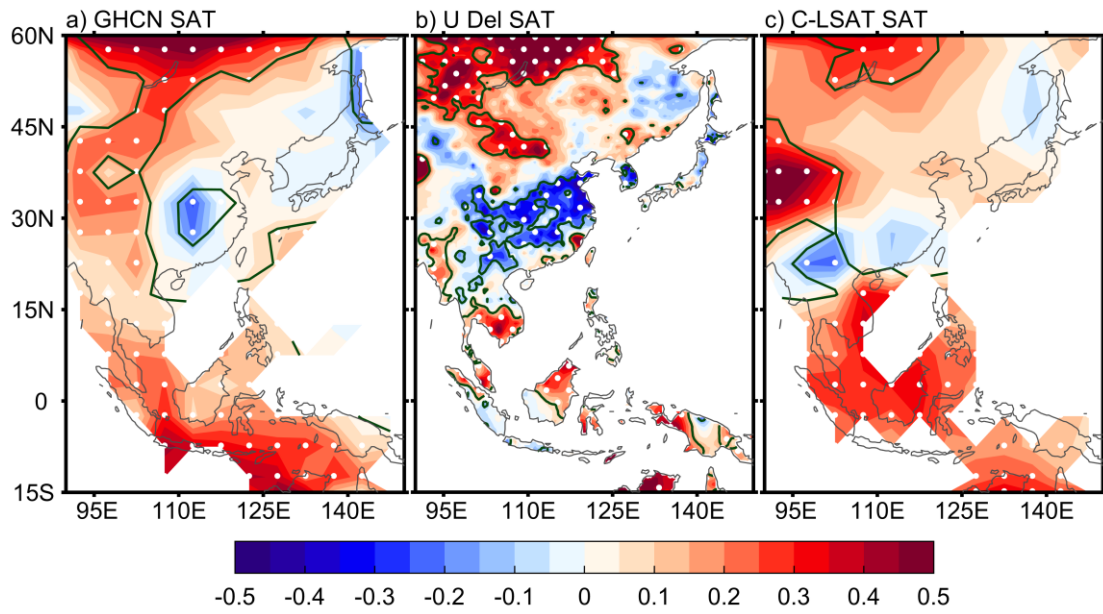 a) GHCN SAT b) U Del SAT c) C-LSAT SAT
60N
45N
30N
15N
0
15S
95E 110E 125E 140E 95E 110E 125E 140E 95E 110E 125E 140E
-0.5 -0.4 -0.3 -0.2 -0.1 0 0.1 0.2 0.3 0.4 0.5